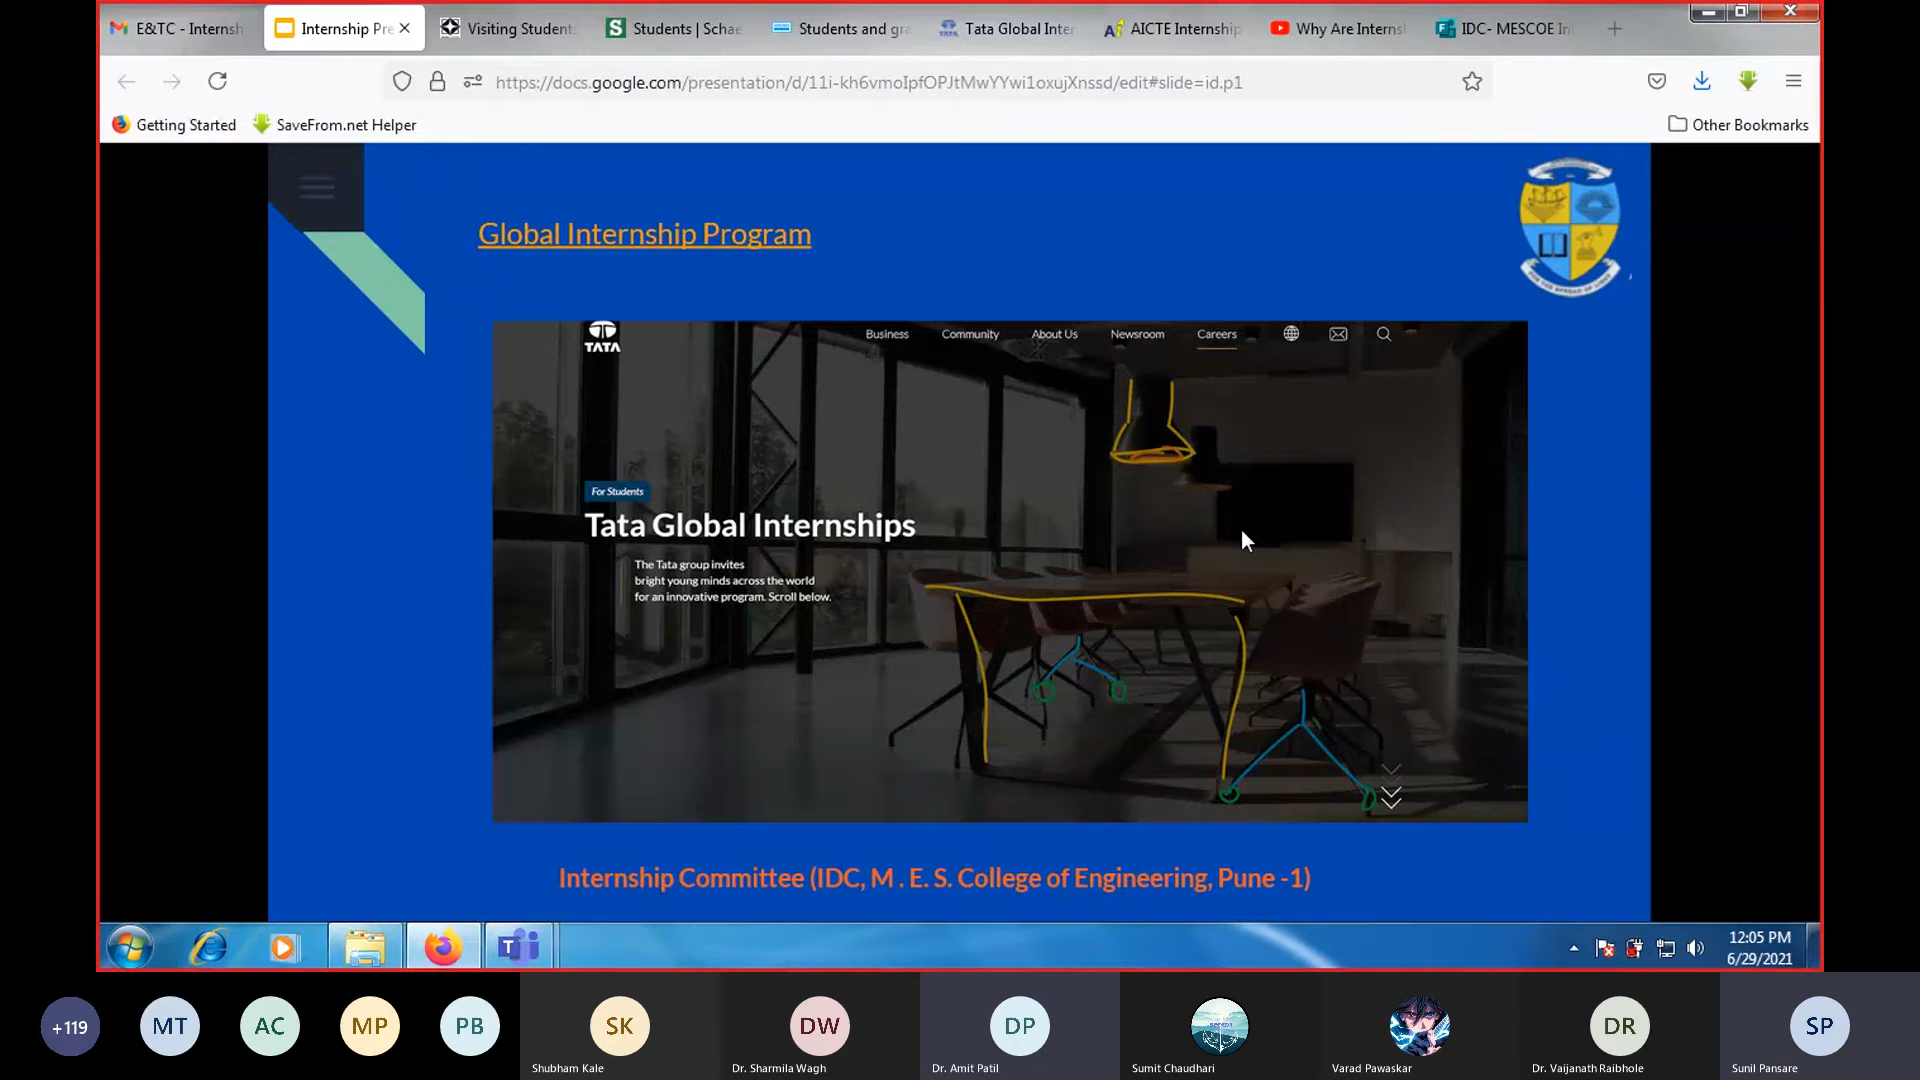 E&TC - Internsh
Internship Pre
Visiting Student
Students | Schae
Students and gra
Tata Global Inter
AICTE Internship
Why Are Interns
IDC- MESCOE In
https://docs.google.com/presentation/d/11i-kh6vmoIpfOPJtMwYYwi1oxujXnssd/edit#slide=id.p1
Getting Started
SaveFrom.net Helper
Other Bookmarks
Global Internship Program
TATA
Business
Community
About Us
Newsroom
Careers
For Students
Tata Global Internships
The Tata group invites
bright young minds across the world
for an innovative program. Scroll below.
Internship Committee (IDC, M . E. S. College of Engineering, Pune -1)
12:05 PM
6/29/2021
+119
MT
AC
MP
PB
SK
DW
DP
DR
SP
Shubham Kale
Dr. Sharmila Wagh
Dr. Amit Patil
Sumit Chaudhari
Varad Pawaskar
Dr. Vaijanath Raibhole
Sunil Pansare